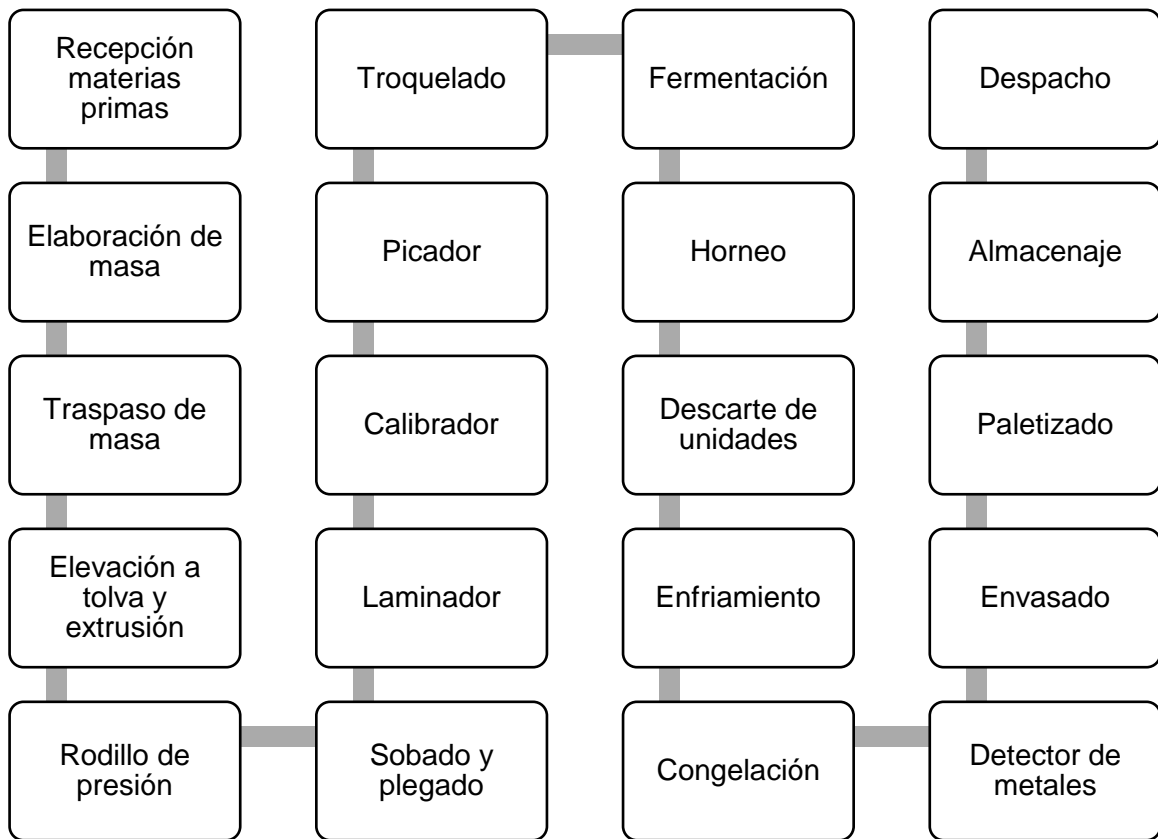 Recepción
materias
primas
Elaboración de
masa
Traspaso de
masa
Elevación a
tolva y
extrusión
Rodillo de
presión
Sobado y
plegado
Laminador
Calibrador
Picador
Troquelado
Fermentación
Horneo
Descarte de
unidades
Enfriamiento
Congelación
Detector de
metales
Envasado
Paletizado
Almacenaje
Despacho